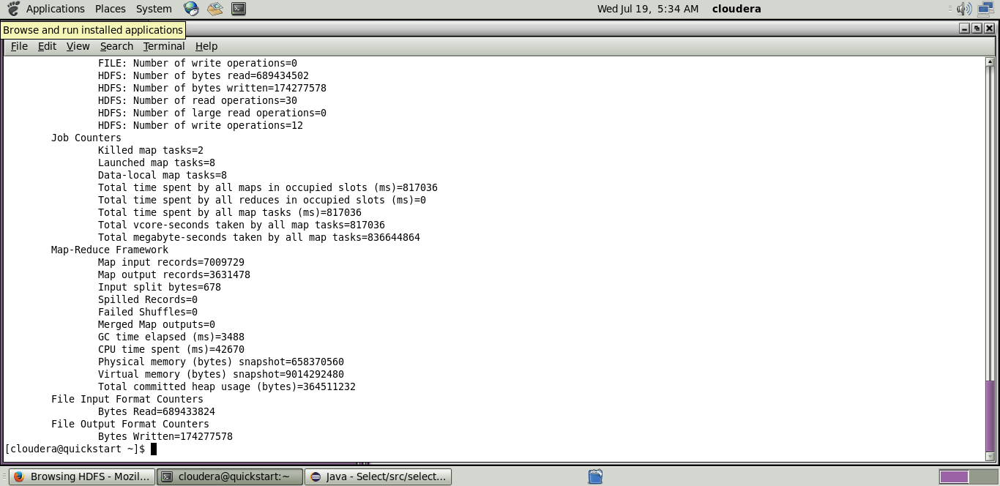 Applications Places System Wed Jul 19, 5:34 AM cloudera
Browse and run installed applications
File Edit View Search Terminal Help
FILE: Number of write operations=0
HDFS: Number of bytes read=689434502
HDFS: Number of bytes written=174277578
HDFS: Number of read operations=30
HDFS: Number of large read operations=0
HDFS: Number of write operations=12
Job Counters
Killed map tasks=2
Launched map tasks=8
Data-local map tasks=8
Total time spent by all maps in occupied slots (ms)=817036
Total time spent by all reduces in occupied slots (ms)=0
Total time spent by all map tasks (ms)=817036
Total vcore-seconds taken by all map tasks=817036
Total megabyte-seconds taken by all map tasks=836644864
Map-Reduce Framework
Map input records=7009729
Map output records=3631478
Input split bytes=678
Spilled Records=0
Failed Shuffles=0
Merged Map outputs=0
GC time elapsed (ms)=3488
CPU time spent (ms)=42670
Physical memory (bytes) snapshot=658370560
Virtual memory (bytes) snapshot=9014292480
Total committed heap usage (bytes)=364511232
File Input Format Counters
Bytes Read=689433824
File Output Format Counters
Bytes Written=174277578
[cloudera@quickstart ~]$
Browsing HDFS - Mozil... cloudera@quickstart:~ Java - Select/src/select...